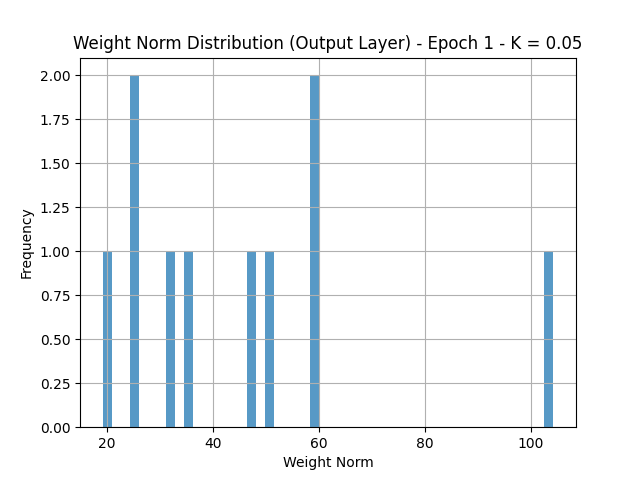 Weight Norm Distribution (Output Layer) - Epoch 1 - K = 0.05
2.00
1.75
1.50
1.25
1.00
0.75
0.50
0.25
0.00
Frequency
20 40 60 80 100
Weight Norm